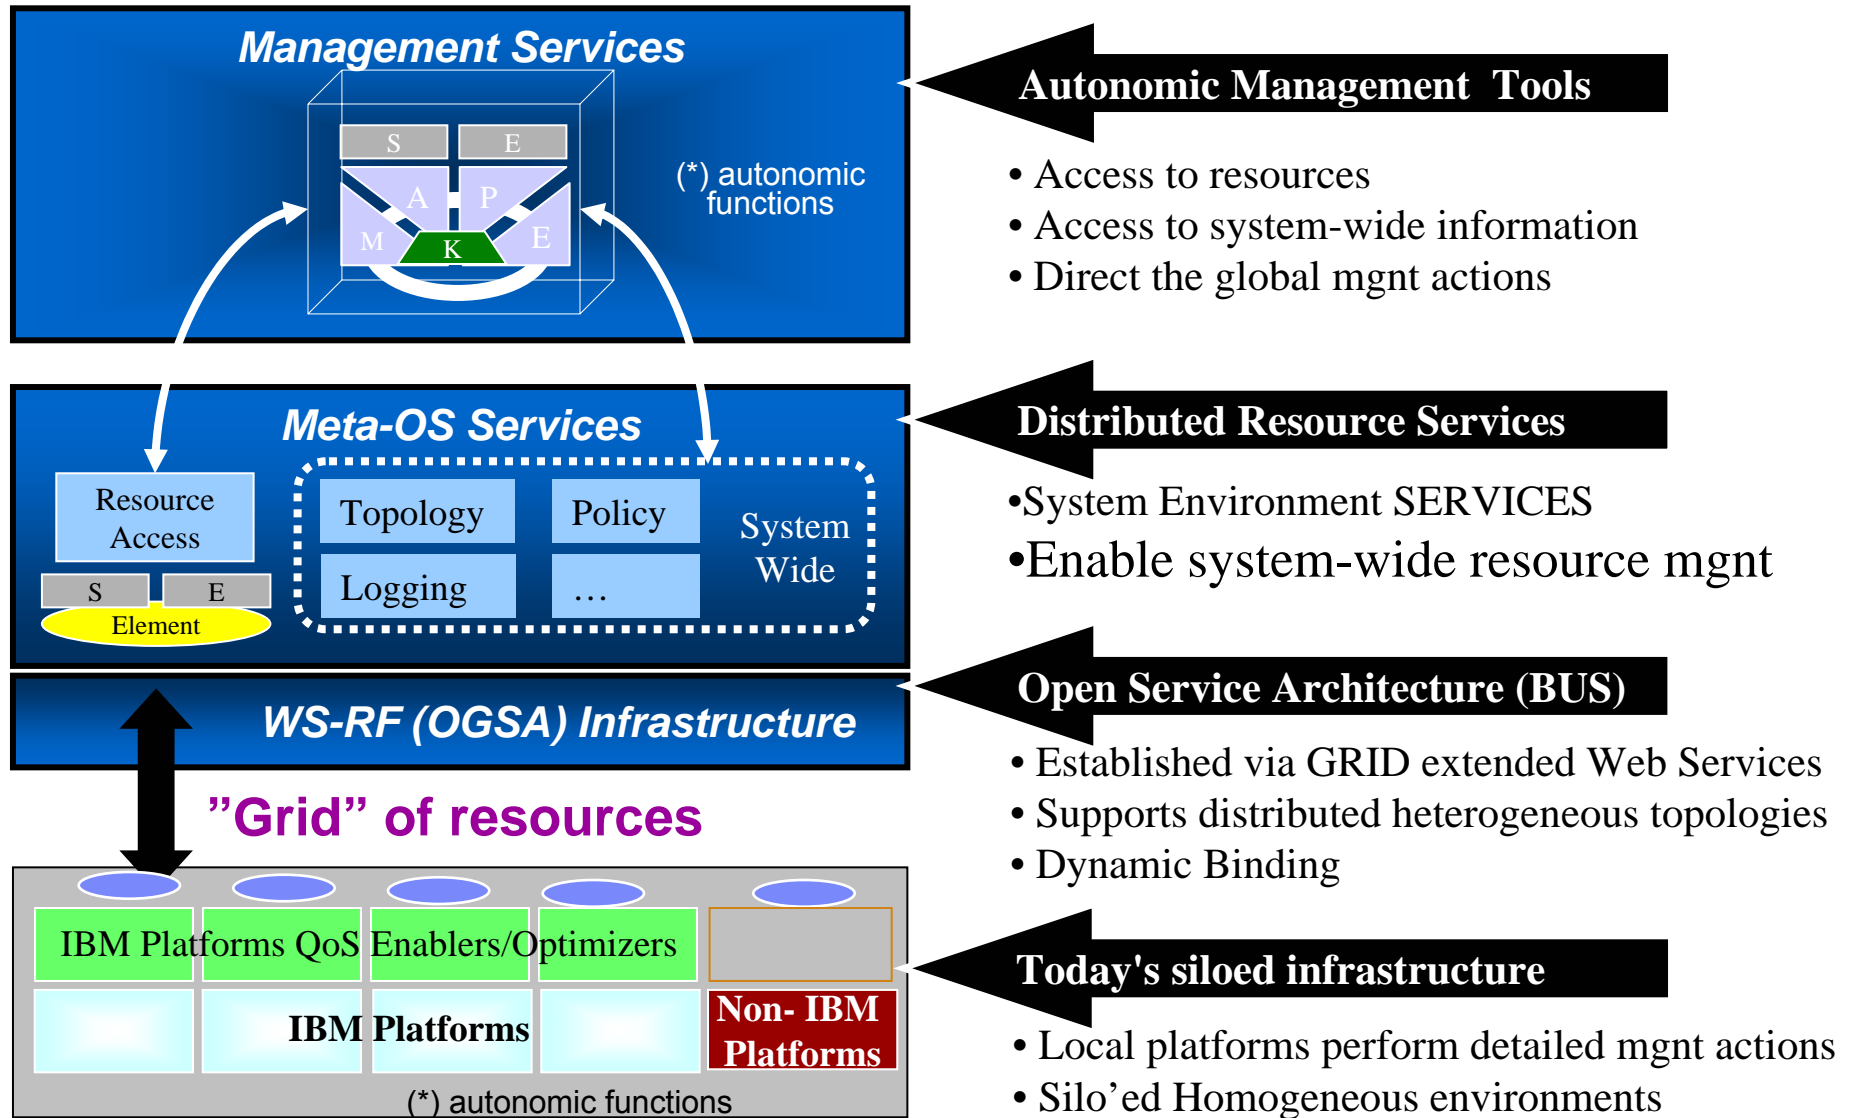 Management Services
S E
A P
M K E
(*) autonomic
functions
Autonomic Management Tools
• Access to resources
• Access to system-wide information
• Direct the global mgnt actions
Meta-OS Services
Resource
Access
S E
Element
Topology
Policy
Logging
…
System
Wide
Distributed Resource Services
•System Environment SERVICES
•Enable system-wide resource mgnt
WS-RF (OGSA) Infrastructure
Open Service Architecture (BUS)
• Established via GRID extended Web Services
• Supports distributed heterogeneous topologies
• Dynamic Binding
”Grid” of resources
IBM Platforms QoS Enablers/Optimizers
IBM Platforms
Non- IBM
Platforms
(*) autonomic functions
Today's siloed infrastructure
• Local platforms perform detailed mgnt actions
• Silo’ed Homogeneous environments